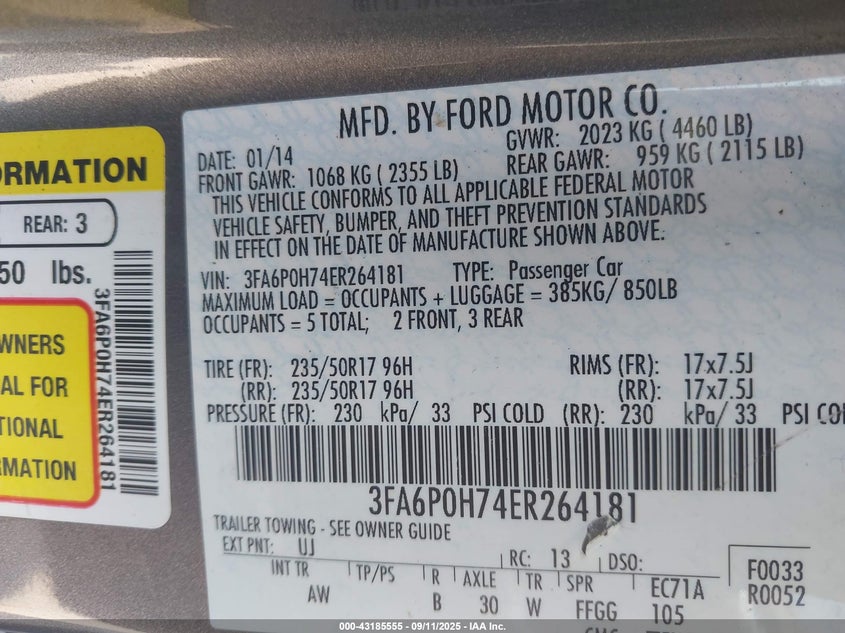 MFD. BY FORD MOTOR CO.
DATE: 01/14
GVWR: 2023 KG ( 4460 LB)
FRONT GAWR: 1068 KG ( 2355 LB)
REAR GAWR: 959 KG ( 2115 LB)
THIS VEHICLE CONFORMS TO ALL APPLICABLE FEDERAL MOTOR
VEHICLE SAFETY, BUMPER, AND THEFT PREVENTION STANDARDS
IN EFFECT ON THE DATE OF MANUFACTURE SHOWN ABOVE.
VIN: 3FA6P0H74ER264181 TYPE: Passenger Car
MAXIMUM LOAD = OCCUPANTS + LUGGAGE = 385KG/ 850LB
OCCUPANTS = 5 TOTAL; 2 FRONT, 3 REAR
TIRE (FR): 235/50R17 96H RIMS (FR): 17x7.5J
(RR): 235/50R17 96H (RR): 17x7.5J
PRESSURE (FR): 230 kPa/ 33 PSI COLD (RR): 230 kPa/ 33 PSI
3FA6P0H74ER264181
TRAILER TOWING - SEE OWNER GUIDE
EXT PNT: UJ RC: 13 DSO:
INT TR TP/PS R AXLE TR SPR EC71A F0033
AW B 30 W FFGG 105 R0052
REAR: 3
50 lbs.
FOR
3FA6P0H74ER264181
000-43185555 - 09/11/2025 - IAA Inc.